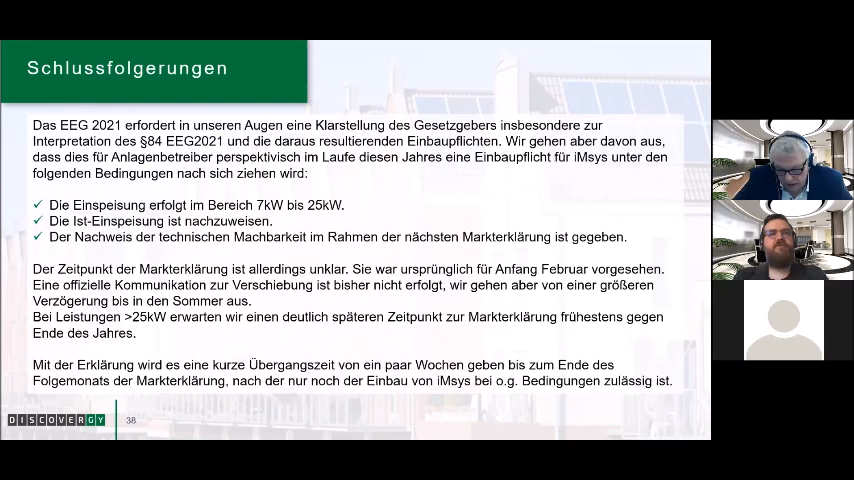 Schlussfolgerungen
Das EEG 2021 erfordert in unseren Augen eine Klarstellung des Gesetzgebers insbesondere zur
Interpretation des §84 EEG2021 und die daraus resultierenden Einbaupflichten. Wir gehen aber davon aus,
dass dies für Anlagenbetreiber perspektivisch im Laufe diesen Jahres eine Einbaupflicht für iMsys unter den
folgenden Bedingungen nach sich ziehen wird:
✓ Die Einspeisung erfolgt im Bereich 7kW bis 25kW.
✓ Die Ist-Einspeisung ist nachzuweisen.
✓ Der Nachweis der technischen Machbarkeit im Rahmen der nächsten Markterklärung ist gegeben.
Der Zeitpunkt der Markterklärung ist allerdings unklar. Sie war ursprünglich für Anfang Februar vorgesehen.
Eine offizielle Kommunikation zur Verschiebung ist bisher nicht erfolgt, wir gehen aber von einer größeren
Verzögerung bis in den Sommer aus.
Bei Leistungen >25kW erwarten wir einen deutlich späteren Zeitpunkt zur Markterklärung frühestens gegen
Ende des Jahres.
Mit der Erklärung wird es eine kurze Übergangszeit von ein paar Wochen geben bis zum Ende des
Folgemonats der Markterklärung, nach der nur noch der Einbau von iMsys bei o.g. Bedingungen zulässig ist.
DISCOVERGY
38